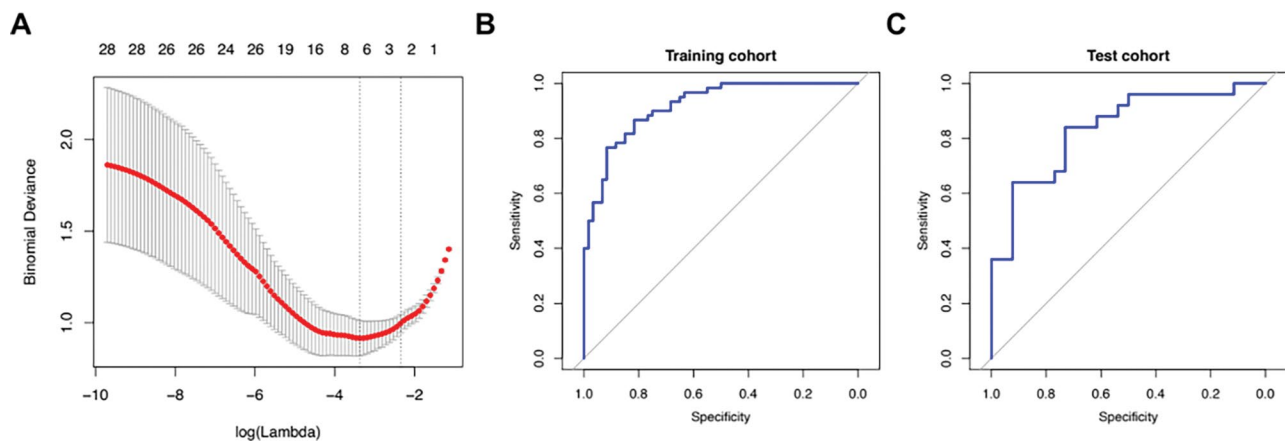 A
28 28 26 26 24 26 19 16 8 6 3 2 1
2.0
1.5
1.0
Binomial Deviance
−10 −8 −6 −4 −2
log(Lambda)
B
Training cohort
1.0
0.8
0.6
0.4
0.2
0.0
Sensitivity
1.0 0.8 0.6 0.4 0.2 0.0
Specificity
C
Test cohort
1.0
0.8
0.6
0.4
0.2
0.0
Sensitivity
1.0 0.8 0.6 0.4 0.2 0.0
Specificity